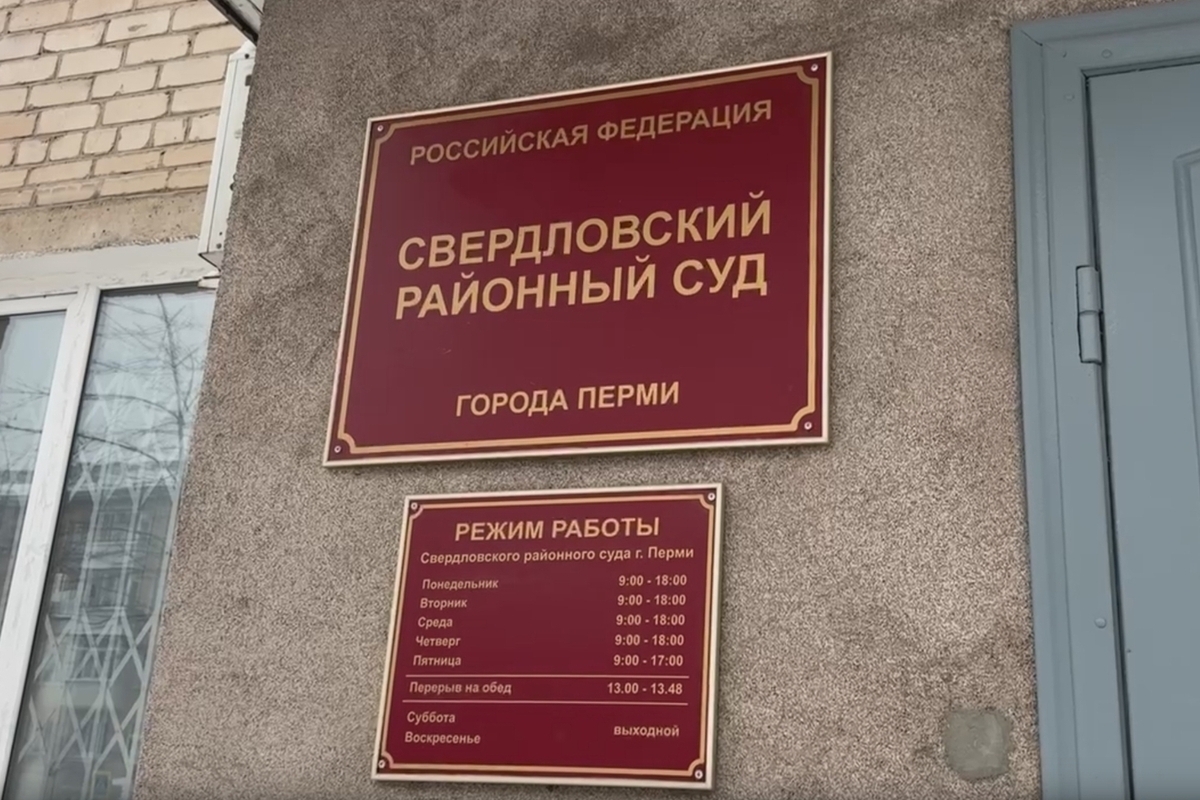 РОССИЙСКАЯ ФЕДЕРАЦИЯ
СВЕРДЛОВСКИЙ
РАЙОННЫЙ СУД
ГОРОДА ПЕРМИ
РЕЖИМ РАБОТЫ
Свердловского районного суда г. Перми
Понедельник 9:00 - 18:00
Вторник 9:00 - 18:00
Среда 9:00 - 18:00
Четверг 9:00 - 18:00
Пятница 9:00 - 17:00
Перерыв на обед 13.00 - 13.48
Суббота
Воскресенье выходной